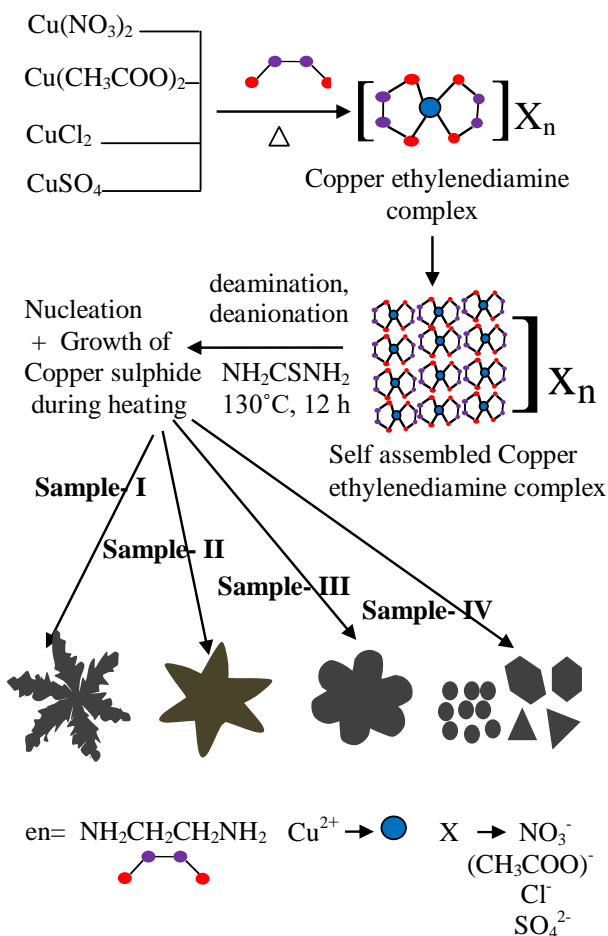 Cu(NO₃)₂
Cu(CH₃COO)₂
CuCl₂
CuSO₄
△
[ ]Xₙ
Copper ethylenediamine
complex
deamination,
deanionation
NH₂CSNH₂
130˚C, 12 h
Nucleation
+ Growth of
Copper sulphide
during heating
]Xₙ
Self assembled Copper
ethylenediamine complex
Sample- I
Sample- II
Sample- III
Sample- IV
en= NH₂CH₂CH₂NH₂ Cu²⁺ → X → NO₃⁻
(CH₃COO)⁻
Cl⁻
SO₄²⁻